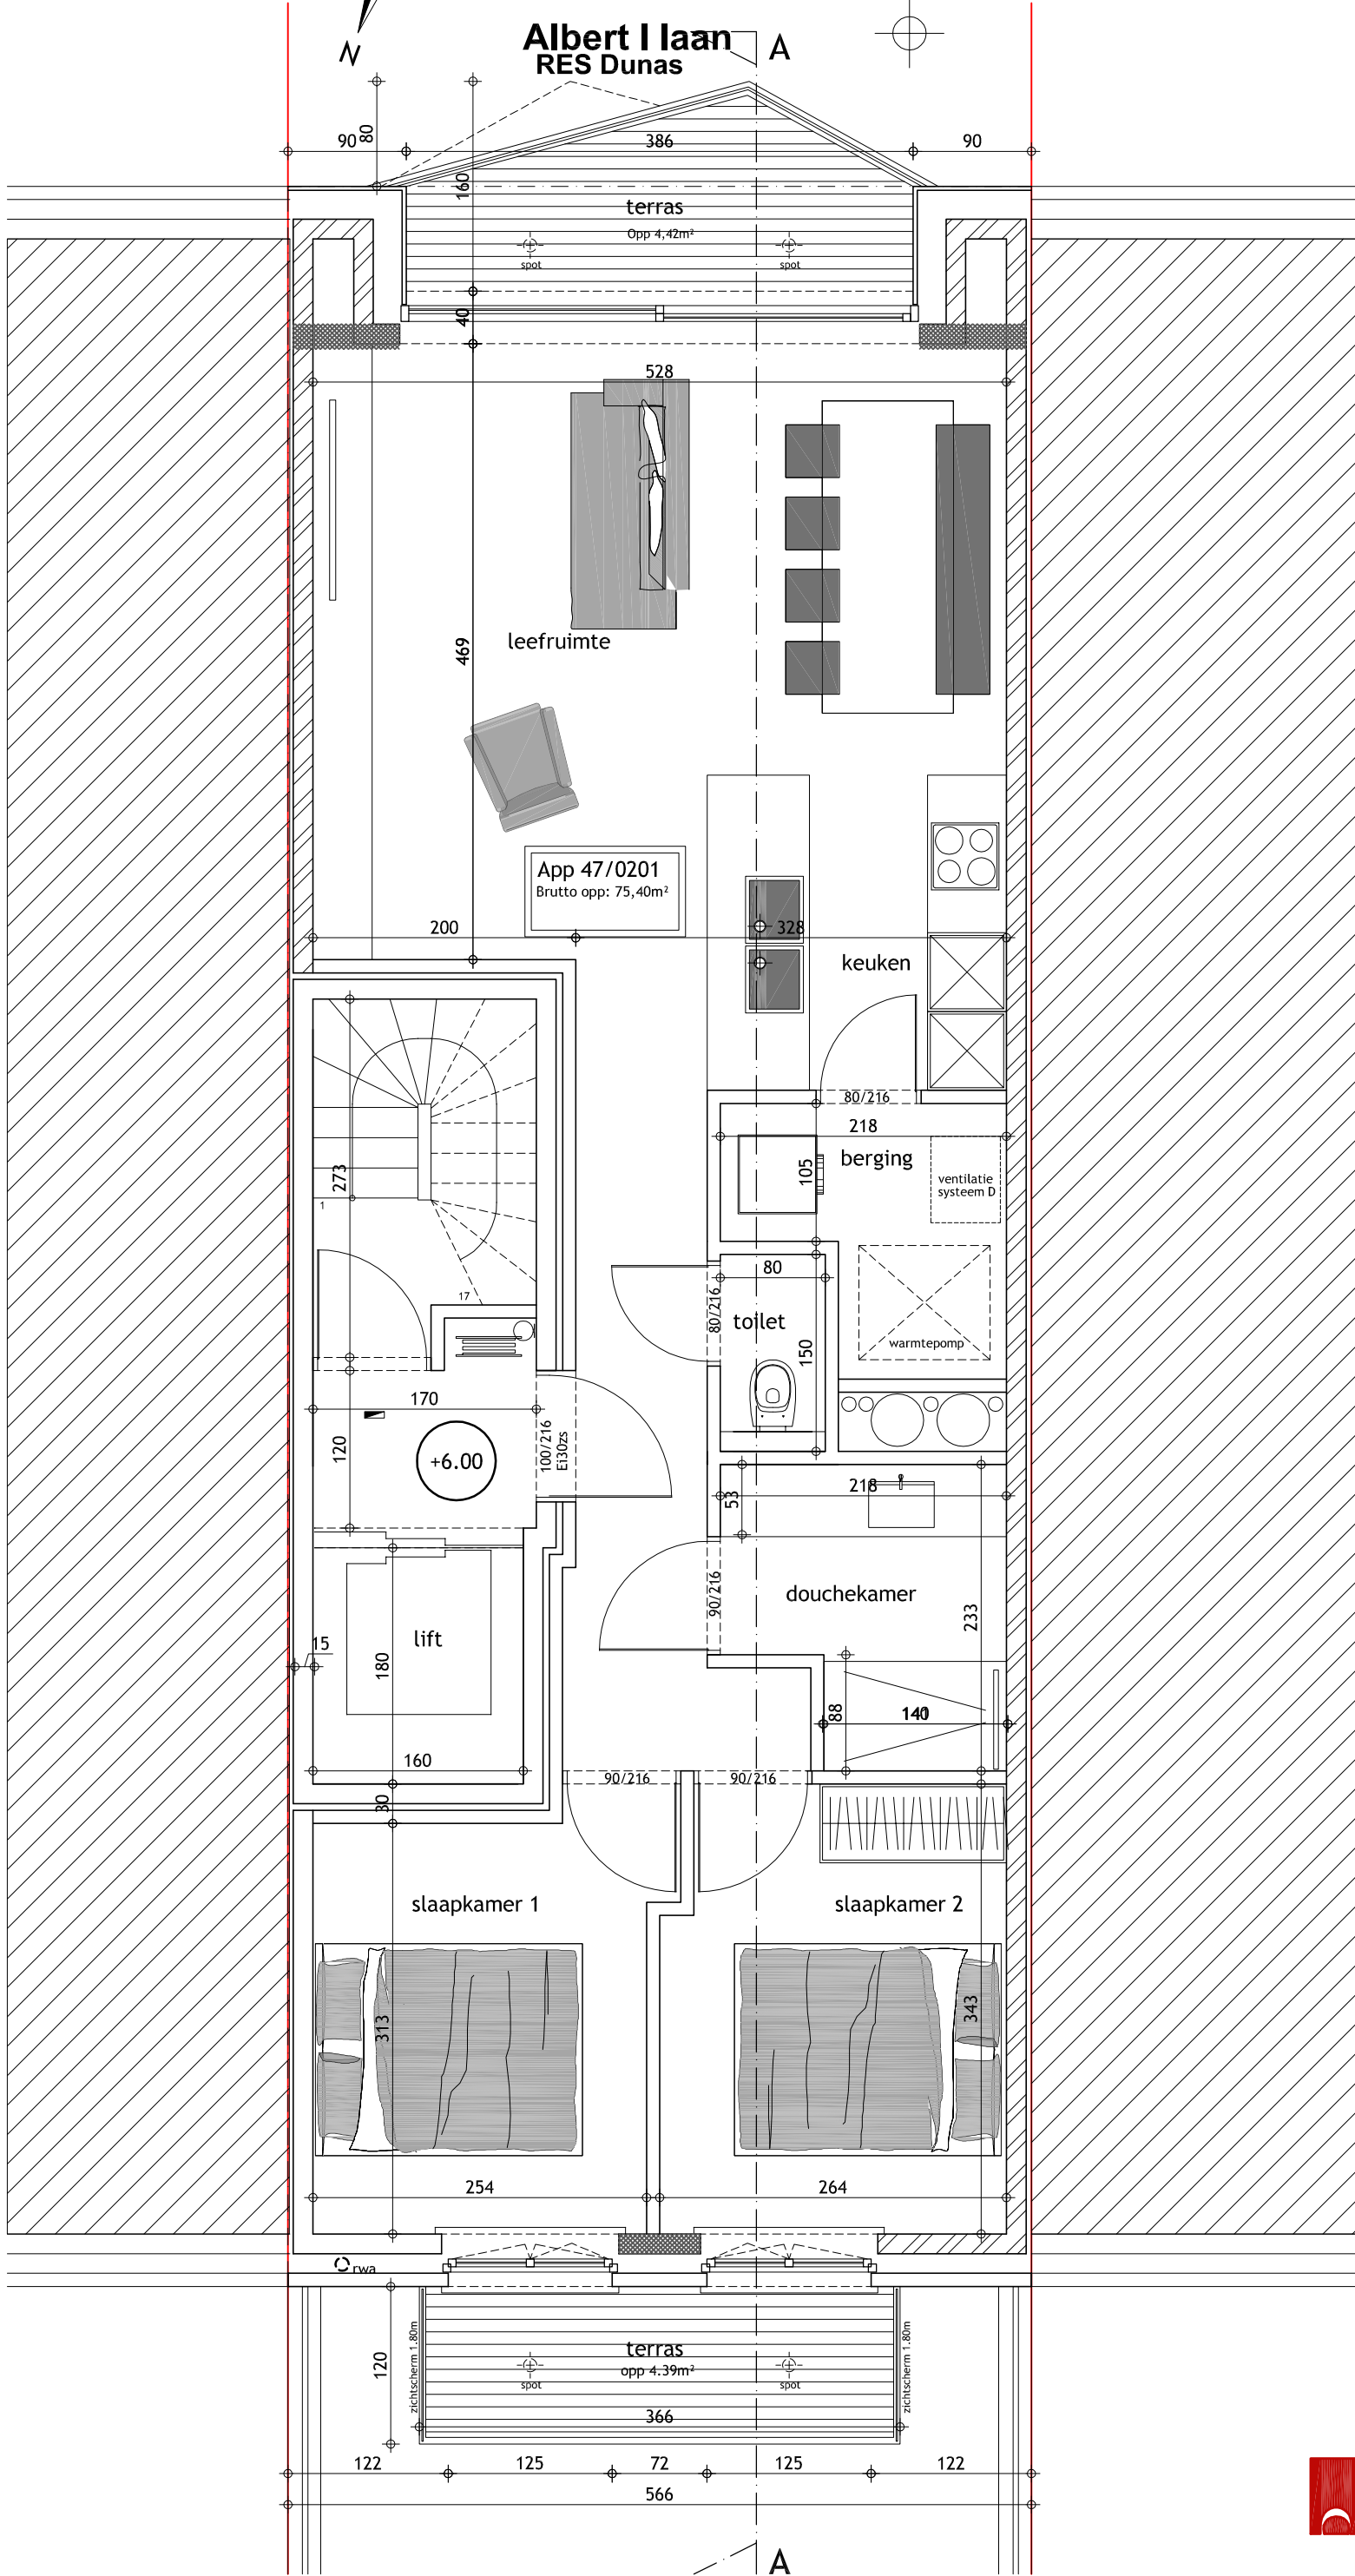 Albert I laan
RES Dunas
A
N
90
80
386
90
160
terras
Opp 4,42m²
spot
spot
40
528
469
leefruimte
App 47/0201
Brutto opp: 75,40m²
200
328
keuken
80/216
218
berging
105
ventilatie
systeem D
273
1
80
80/216
toilet
17
150
warmtepomp
170
120
+6.00
100/216
Ei30zs
53
218
90/216
douchekamer
233
15
lift
180
88
160
90/216
90/216
30
slaapkamer 1
slaapkamer 2
313
343
254
264
rwa
120
zichtscherm 1.80m
terras
opp 4.39m²
spot
spot
zichtscherm 1.80m
366
122
125
72
125
122
566
A